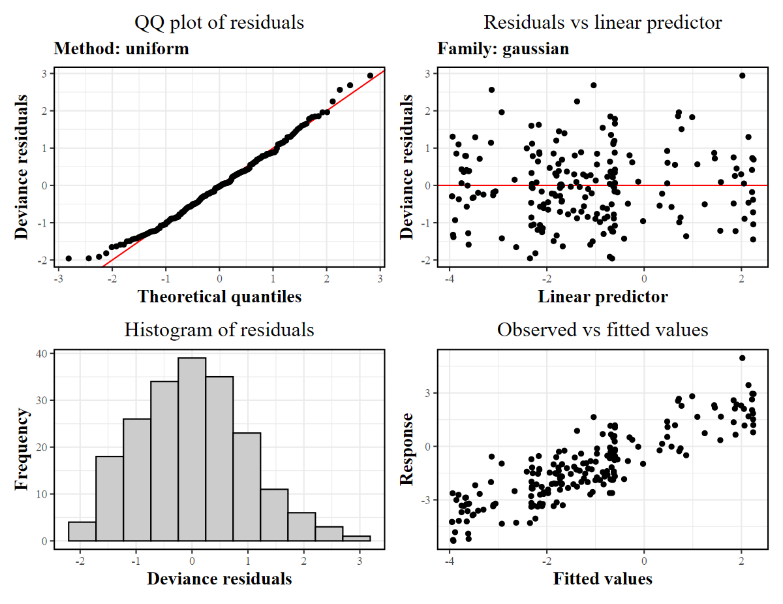 QQ plot of residuals
Method: uniform
Deviance residuals
3
2
1
0
-1
-2
-3 -2 -1 0 1 2 3
Theoretical quantiles
Residuals vs linear predictor
Family: gaussian
Deviance residuals
3
2
1
0
-1
-2
-4 -2 0 2
Linear predictor
Histogram of residuals
Frequency
40
30
20
10
0
-2 -1 0 1 2 3
Deviance residuals
Observed vs fitted values
Response
3
0
-3
-4 -2 0 2
Fitted values